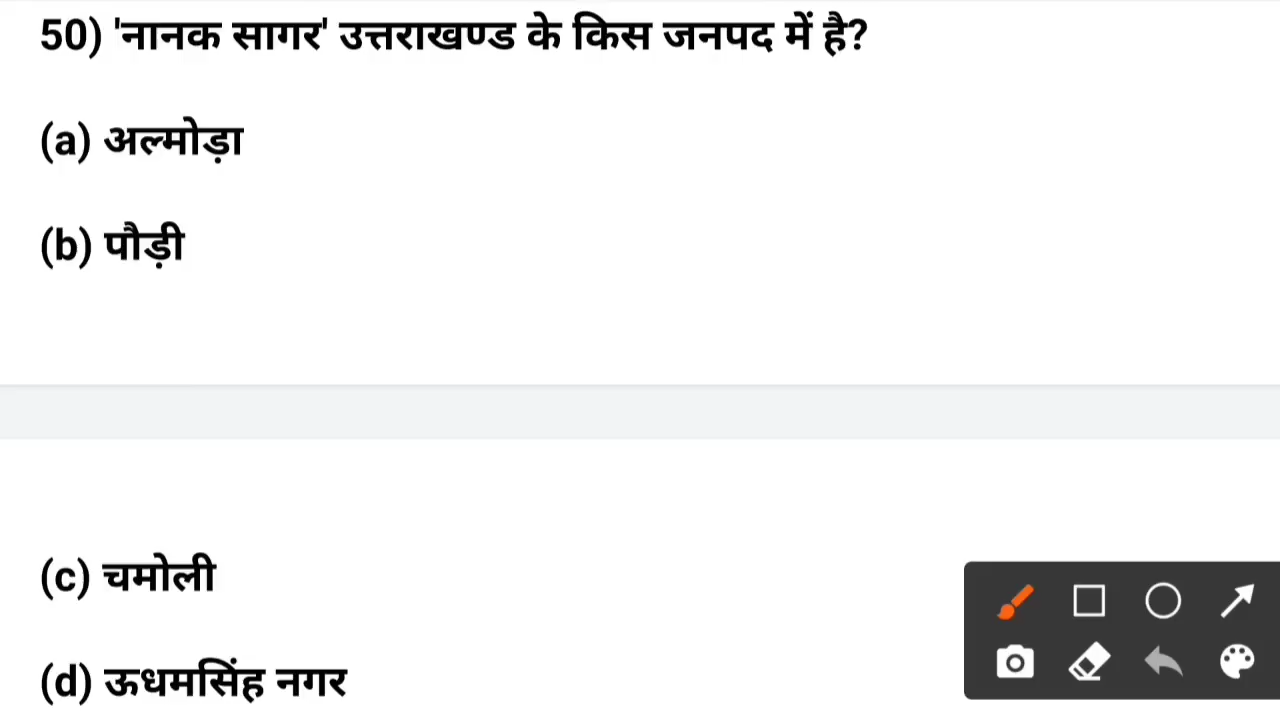 50) 'नानक सागर' उत्तराखण्ड के किस जनपद में है?
(a) अल्मोड़ा
(b) पौड़ी
(c) चमोली
(d) ऊधमसिंह नगर